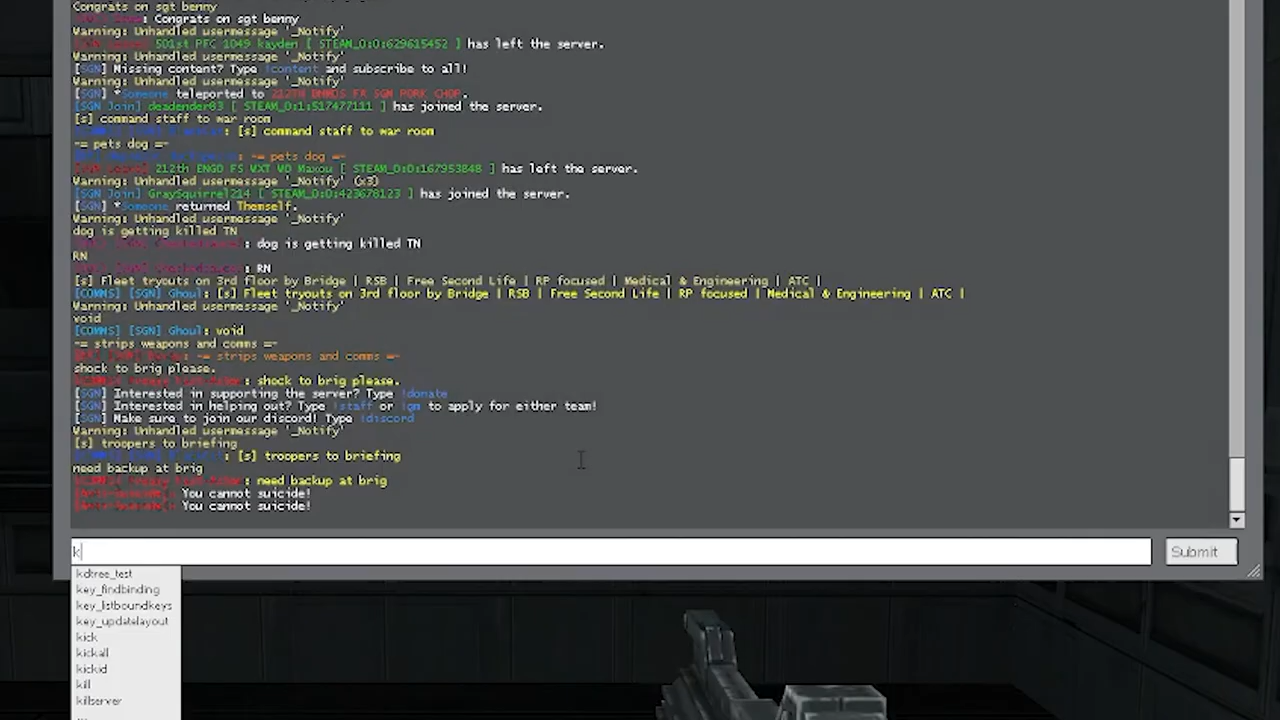 Congrats on sgt benny
: Congrats on sgt benny
Warning: Unhandled usermessage '_Notify'
501st PFC 1049 kayden [ STEAM_0:0:629615452 ] has left the server.
Warning: Unhandled usermessage '_Notify'
[SGN] Missing content? Type !content and subscribe to all!
Warning: Unhandled usermessage '_Notify'
[SGN] *Someone teleported to 212TH SGN PORK CHOP.
[SGN Join] deadender83 [ STEAM_0:1:517477111 ] has joined the server.
[s] command staff to war room
: [s] command staff to war room
-= pets dog =-
: -= pets dog =-
212th ENGO FS VXT WO Maxou [ STEAM_0:0:167953848 ] has left the server.
Warning: Unhandled usermessage '_Notify' (x3)
[SGN Join] GraySquirrel214 [ STEAM_0:0:423678123 ] has joined the server.
[SGN] *Someone returned Themself.
Warning: Unhandled usermessage '_Notify'
dog is getting killed TN
: dog is getting killed TN
RN
: RN
[s] Fleet tryouts on 3rd floor by Bridge | RSB | Free Second Life | RP focused | Medical & Engineering | ATC |
[COMMS] [SGN] Ghoul: [s] Fleet tryouts on 3rd floor by Bridge | RSB | Free Second Life | RP focused | Medical & Engineering | ATC |
Warning: Unhandled usermessage '_Notify'
void
[COMMS] [SGN] Ghoul: void
-= strips weapons and comms =-
: -= strips weapons and comms =-
shock to brig please.
: shock to brig please.
[SGN] Interested in supporting the server? Type !donate
[SGN] Interested in helping out? Type !staff or !gm to apply for either team!
[SGN] Make sure to join our discord! Type !discord
Warning: Unhandled usermessage '_Notify'
[s] troopers to briefing
: [s] troopers to briefing
need backup at brig
: need backup at brig
You cannot suicide!
You cannot suicide!
k
Submit
kdtree_test
key_findbinding
key_listboundkeys
key_updatelayout
kick
kickall
kickid
kill
killserver
...